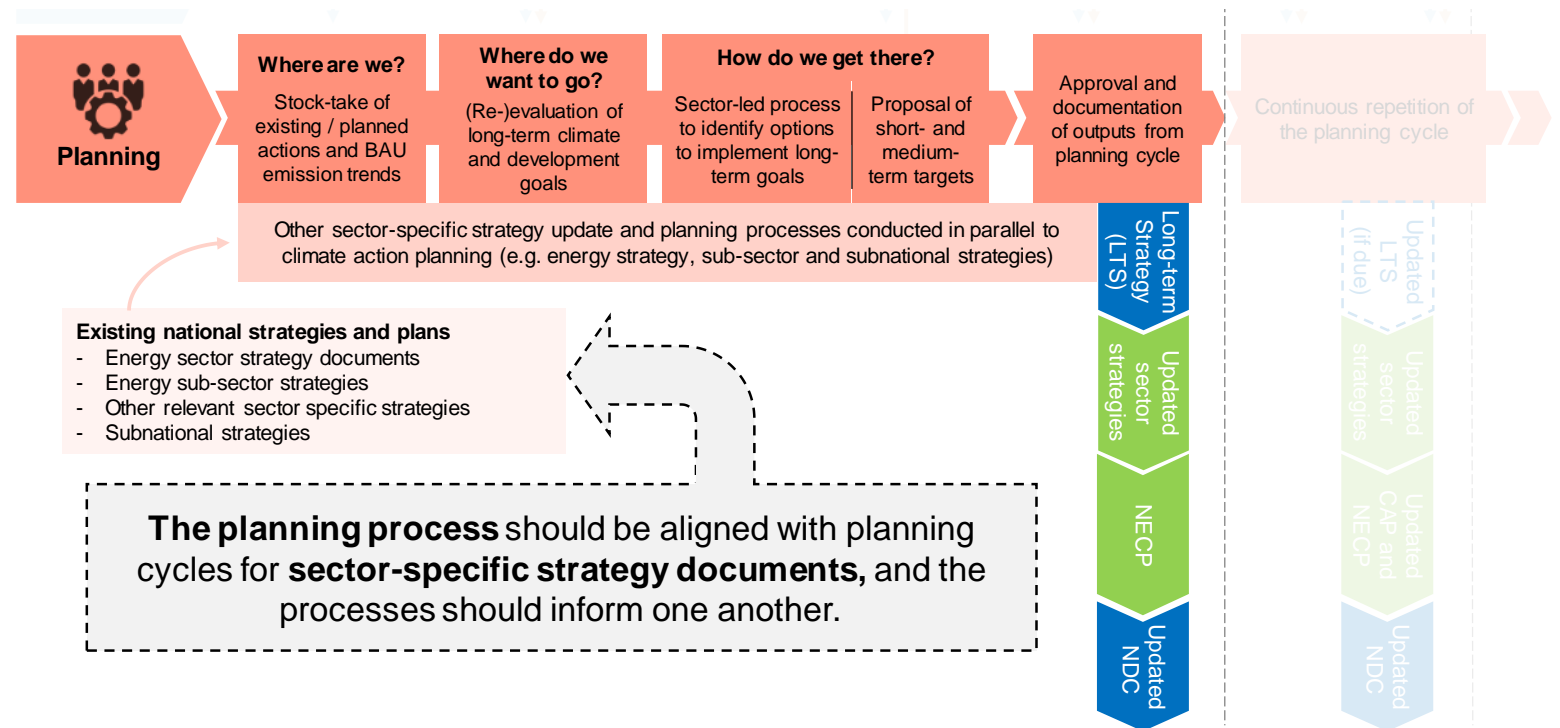 Planning
Where are we?
Stock-take of
existing / planned
actions and BAU
emission trends
Where do we
want to go?
(Re-)evaluation of
long-term climate
and development
goals
How do we get there?
Sector-led process
to identify options
to implement long-
term goals
Proposal of
short- and
medium-
term targets
Approval and
documentation
of outputs from
planning cycle
Continuous repetition of
the planning cycle
Other sector-specific strategy update and planning processes conducted in parallel to
climate action planning (e.g. energy strategy, sub-sector and subnational strategies)
Existing national strategies and plans
- Energy sector strategy documents
- Energy sub-sector strategies
- Other relevant sector specific strategies
- Subnational strategies
The planning process should be aligned with planning
cycles for sector-specific strategy documents, and the
processes should inform one another.
Long-term
Strategy
(LTS)
Updated
sector
strategies
NECP
Updated
NDC
Updated
LTS
(if due)
Updated
sector
strategies
Updated
CAP and
NECP
Updated
NDC